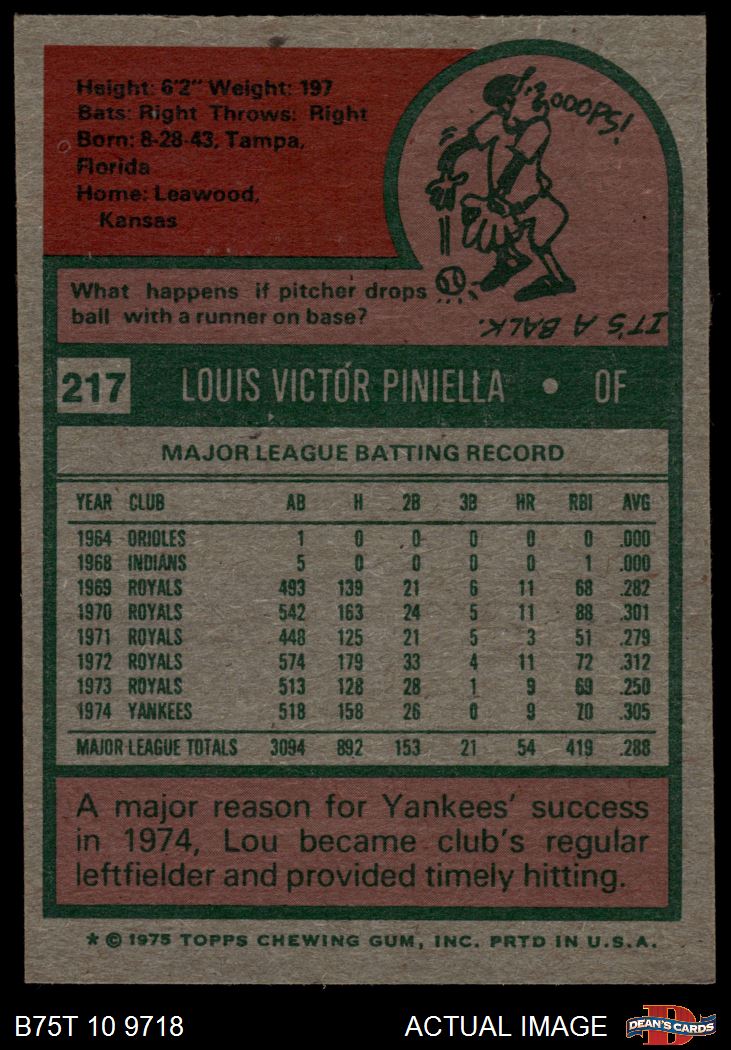 Height: 6'2" Weight: 197
Bats: Right Throws: Right
Born: 8-28-43, Tampa,
Florida
Home: Leawood,
Kansas
OOOPS!
What happens if pitcher drops
ball with a runner on base?
IT'S A BALK.
217 LOUIS VICTOR PINIELLA • OF
MAJOR LEAGUE BATTING RECORD
YEAR CLUB AB H 2B 3B HR RBI AVG
1964 ORIOLES 1 0 0 0 0 0 .000
1968 INDIANS 5 0 0 0 0 1 .000
1969 ROYALS 493 139 21 6 11 68 .282
1970 ROYALS 542 163 24 5 11 88 .301
1971 ROYALS 448 125 21 5 3 51 .279
1972 ROYALS 574 179 33 4 11 72 .312
1973 ROYALS 513 128 28 1 9 69 .250
1974 YANKEES 518 158 26 0 9 70 .305
MAJOR LEAGUE TOTALS 3094 892 153 21 54 419 .288
A major reason for Yankees' success
in 1974, Lou became club's regular
leftfielder and provided timely hitting.
* © 1975 TOPPS CHEWING GUM, INC. PRTD IN U.S.A.
B75T 10 9718 ACTUAL IMAGE DEAN'S CARDS